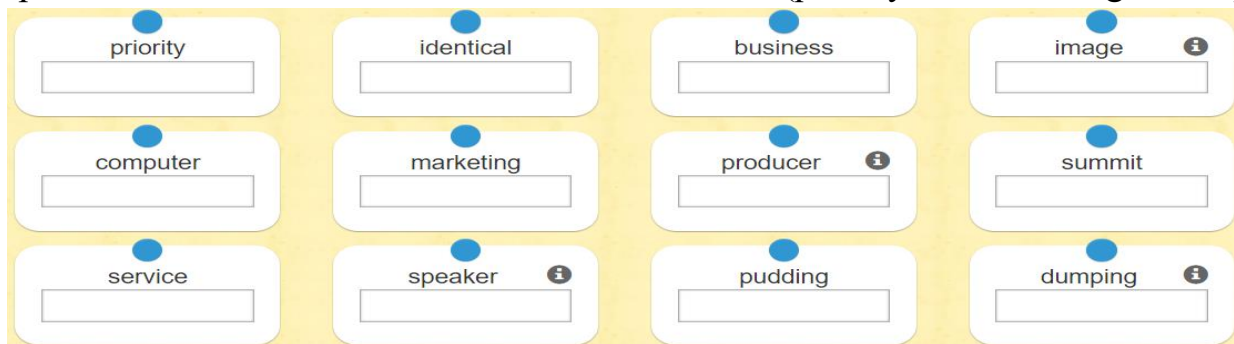 priority identical business image
computer marketing producer summit
service speaker pudding dumping